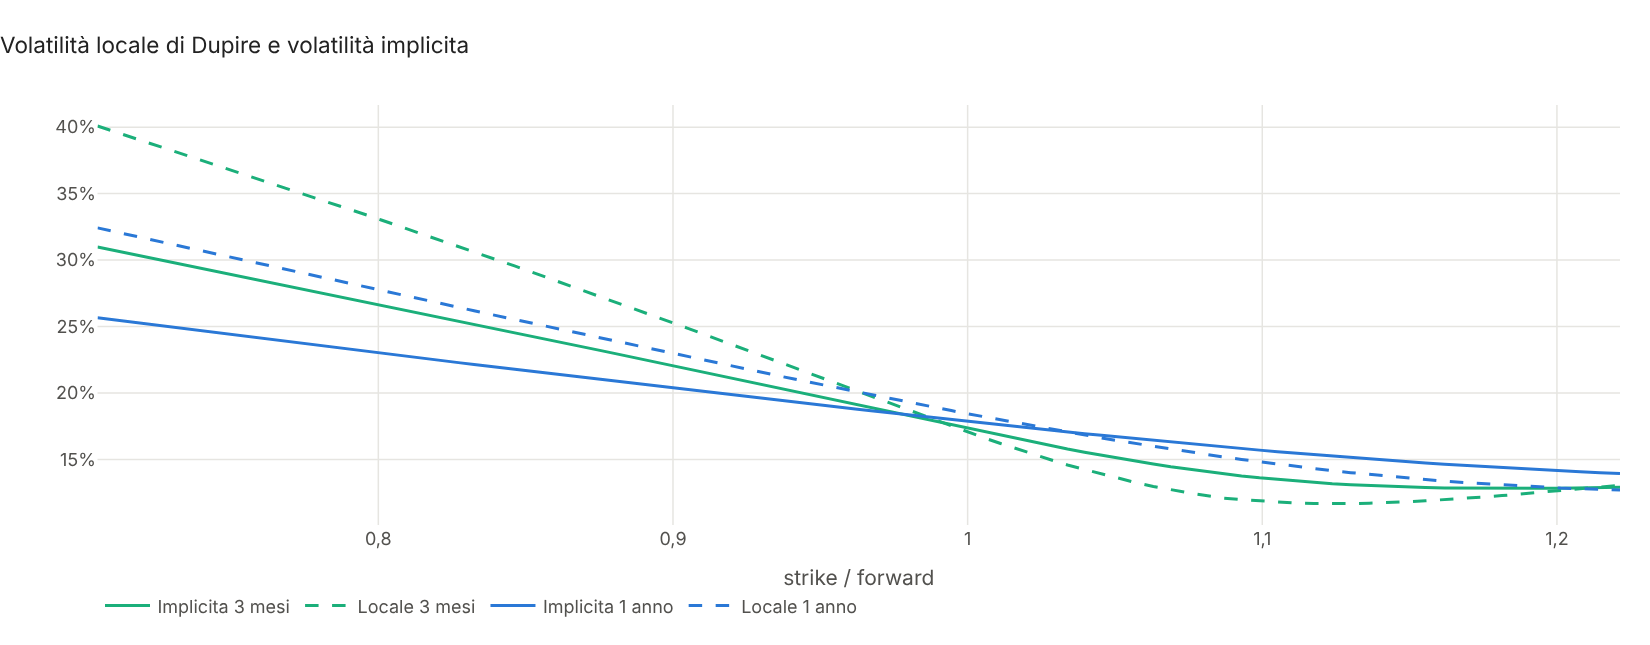 Volatilità locale di Dupire e volatilità implicita
40%
35%
30%
25%
20%
15%
0,8 0,9 1 1,1 1,2
strike / forward
Implicita 3 mesi Locale 3 mesi Implicita 1 anno Locale 1 anno